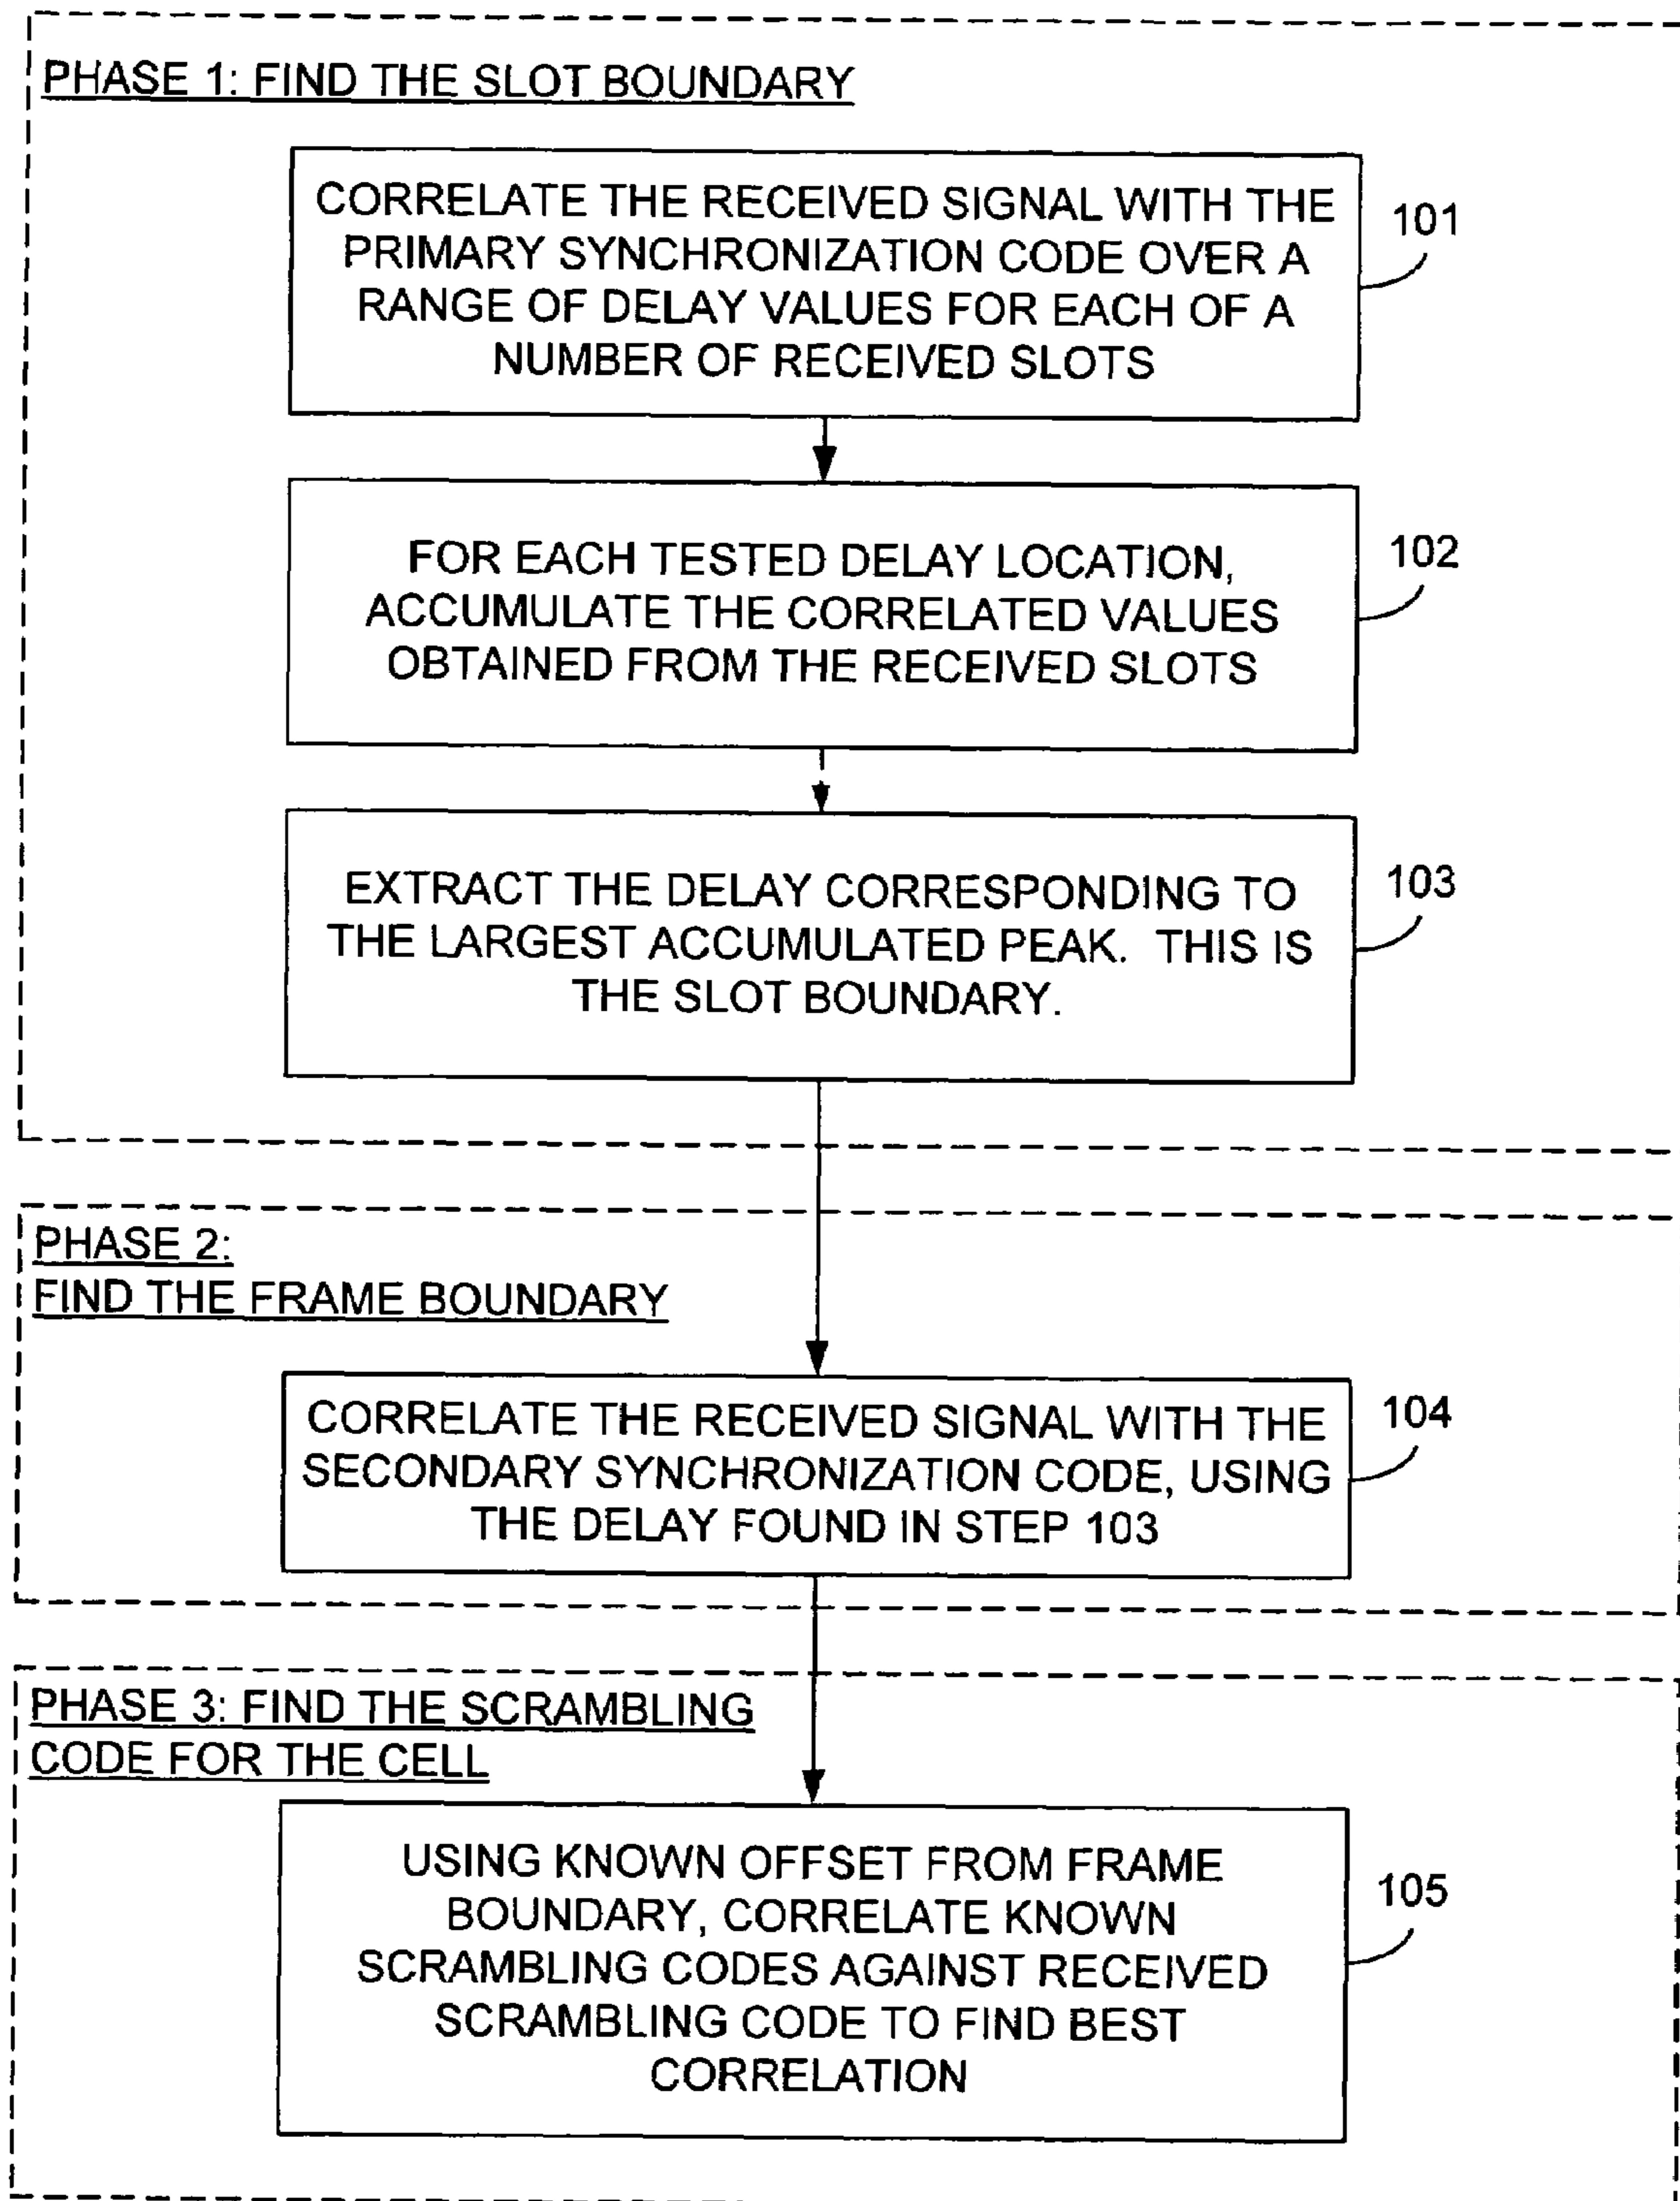 PHASE 1: FIND THE SLOT BOUNDARY
CORRELATE THE RECEIVED SIGNAL WITH THE
PRIMARY SYNCHRONIZATION CODE OVER A
RANGE OF DELAY VALUES FOR EACH OF A
NUMBER OF RECEIVED SLOTS
101
FOR EACH TESTED DELAY LOCATION,
ACCUMULATE THE CORRELATED VALUES
OBTAINED FROM THE RECEIVED SLOTS
102
EXTRACT THE DELAY CORRESPONDING TO
THE LARGEST ACCUMULATED PEAK. THIS IS
THE SLOT BOUNDARY.
103
PHASE 2:
FIND THE FRAME BOUNDARY
CORRELATE THE RECEIVED SIGNAL WITH THE
SECONDARY SYNCHRONIZATION CODE, USING
THE DELAY FOUND IN STEP 103
104
PHASE 3: FIND THE SCRAMBLING
CODE FOR THE CELL
USING KNOWN OFFSET FROM FRAME
BOUNDARY, CORRELATE KNOWN
SCRAMBLING CODES AGAINST RECEIVED
SCRAMBLING CODE TO FIND BEST
CORRELATION
105